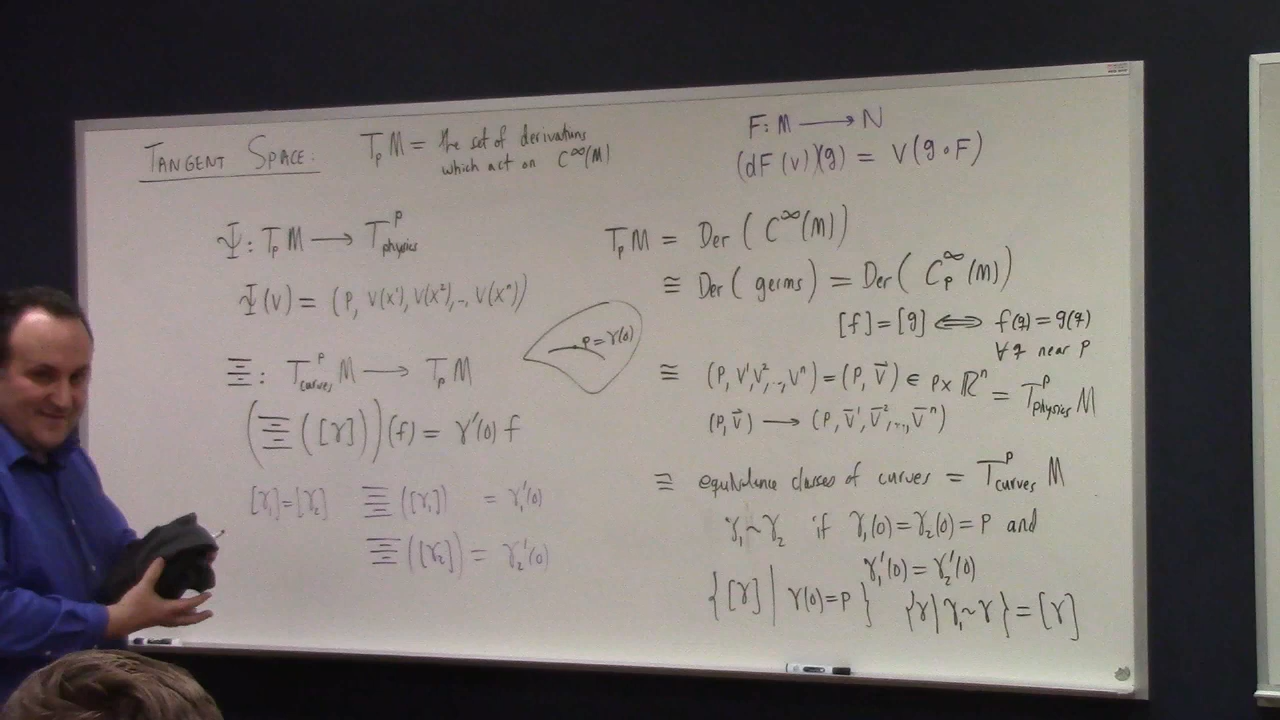 TANGENT SPACE: TₚM = the set of derivations
which act on C^∞(M)
Ψ: TₚM ⟶ T^P_physics
Ψ(v) = (P, V(x¹), V(x²), .., V(xⁿ))
Ξ: T^P_curves M ⟶ TₚM
(Ξ([γ]))(f) = γ'(0) f
[γ₁]=[γ₂] Ξ([γ₁]) = γ₁'(0)
Ξ([γ₂]) = γ₂'(0)
P = γ(0)
F: M ⟶ N
(dF(v))(g) = V(g∘F)
TₚM = Der(C^∞(M))
≅ Der(germs) = Der(C^∞_P(M))
[f]=[g] ⟺ f(q)=g(q)
∀ q near P
≅ (P, V¹, V², .., Vⁿ) = (P, V⃗) ∈ P × ℝⁿ = T^P_physics M
(P, V⃗) ⟶ (P, V̄¹, V̄², .., V̄ⁿ)
≅ equivalence classes of curves = T^P_curves M
γ₁~γ₂ if γ₁(0)=γ₂(0)=P and
γ₁'(0) = γ₂'(0)
{[γ] | γ(0)=P} {γ | γ₁~γ} = [γ]